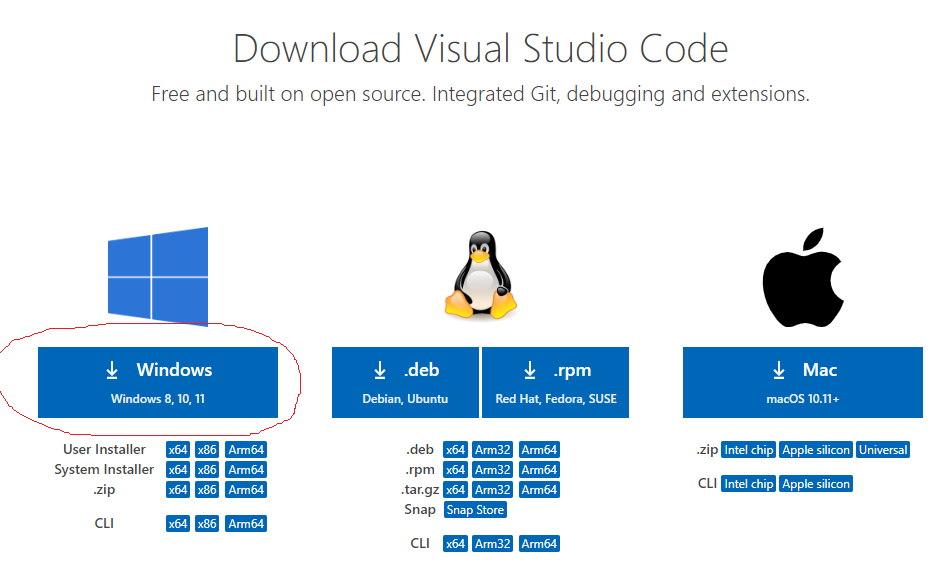 Download Visual Studio Code
Free and built on open source. Integrated Git, debugging and extensions.
Windows
Windows 8, 10, 11
User Installer x64 x86 Arm64
System Installer x64 x86 Arm64
.zip x64 x86 Arm64
CLI x64 x86 Arm64
.deb
Debian, Ubuntu
.rpm
Red Hat, Fedora, SUSE
.deb x64 Arm32 Arm64
.rpm x64 Arm32 Arm64
.tar.gz x64 Arm32 Arm64
Snap Snap Store
CLI x64 Arm32 Arm64
Mac
macOS 10.11+
.zip Intel chip Apple silicon Universal
CLI Intel chip Apple silicon